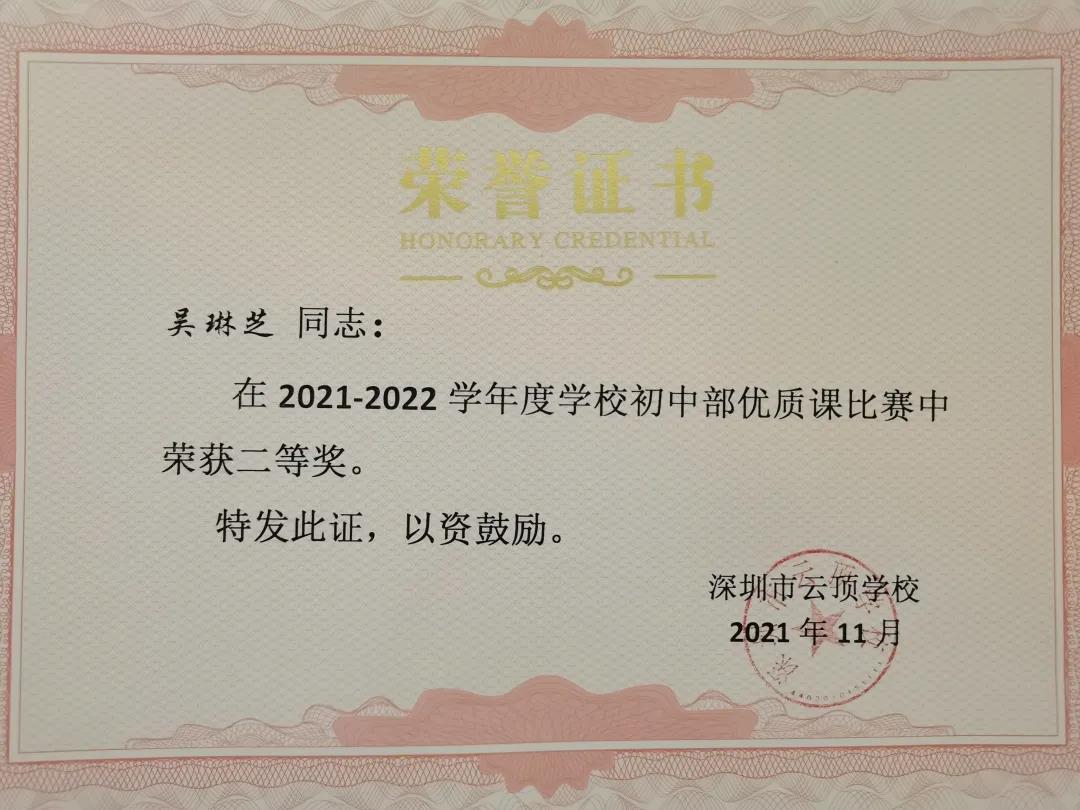 荣誉证书
HONORARY CREDENTIAL
吴琳芝 同志：
在 2021-2022 学年度学校初中部优质课比赛中
荣获二等奖。
特发此证，以资鼓励。
深圳市云顶学校
2021 年 11 月